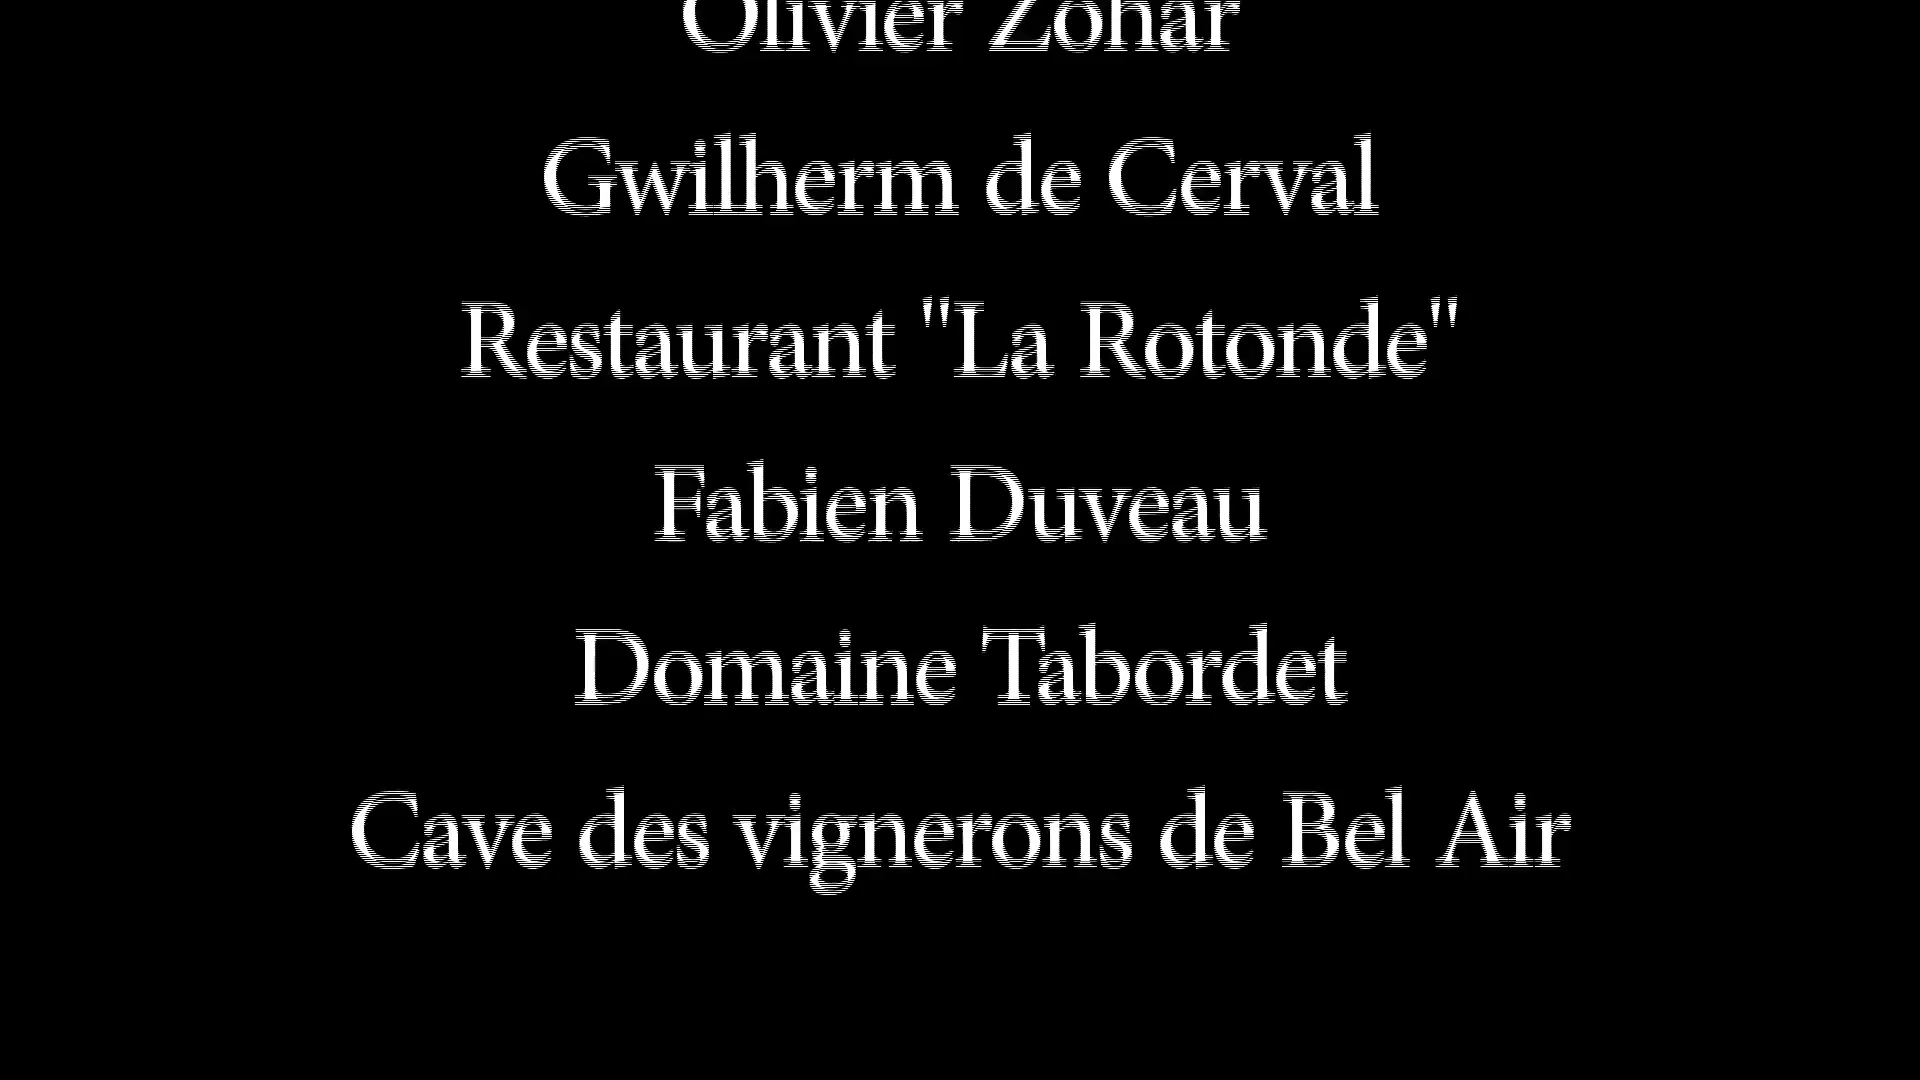 Olivier Zohar
Gwilherm de Cerval
Restaurant "La Rotonde"
Fabien Duveau
Domaine Tabordet
Cave des vignerons de Bel Air